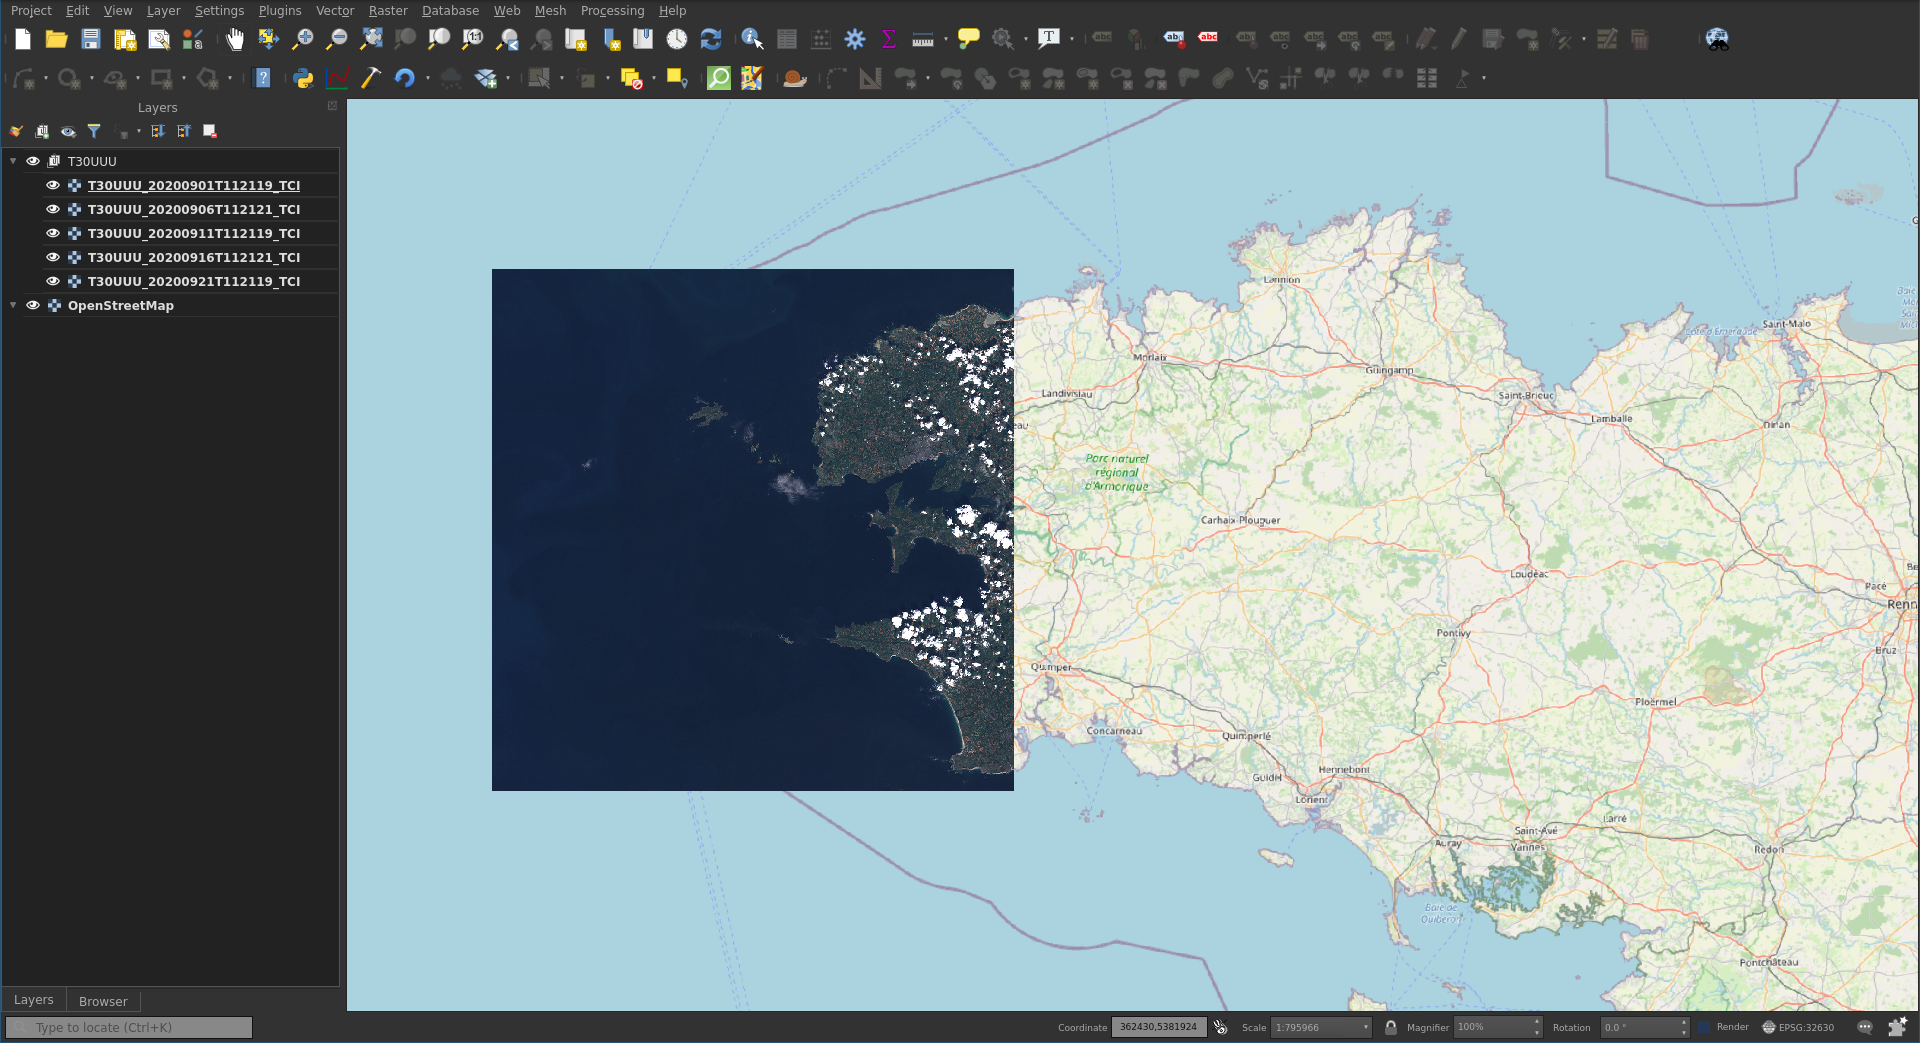 Project Edit View Layer Settings Plugins Vector Raster Database Web Mesh Processing Help
Layers
T30UUU
T30UUU_20200901T112119_TCI
T30UUU_20200906T112121_TCI
T30UUU_20200911T112119_TCI
T30UUU_20200916T112121_TCI
T30UUU_20200921T112119_TCI
OpenStreetMap
Lannion
Saint-Malo
Côte d'Émeraude
Morlaix
Guingamp
Landivisiau
Saint-Brieuc
Lamballe
Dinan
Parc naturel
régional
d'Armorique
Carhaix-Plouguer
Loudéac
Pacé
Renn
Pontivy
Bruz
Quimper
Ploërmel
Concarneau
Quimperlé
Guidel
Hennebont
Lorient
Larré
Saint-Avé
Auray
Vannes
Redon
Baie de
Quiberon
Pontchâteau
Layers Browser
Type to locate (Ctrl+K)
Coordinate 362430,5381924 Scale 1:795966 Magnifier 100% Rotation 0.0 ° Render EPSG:32630